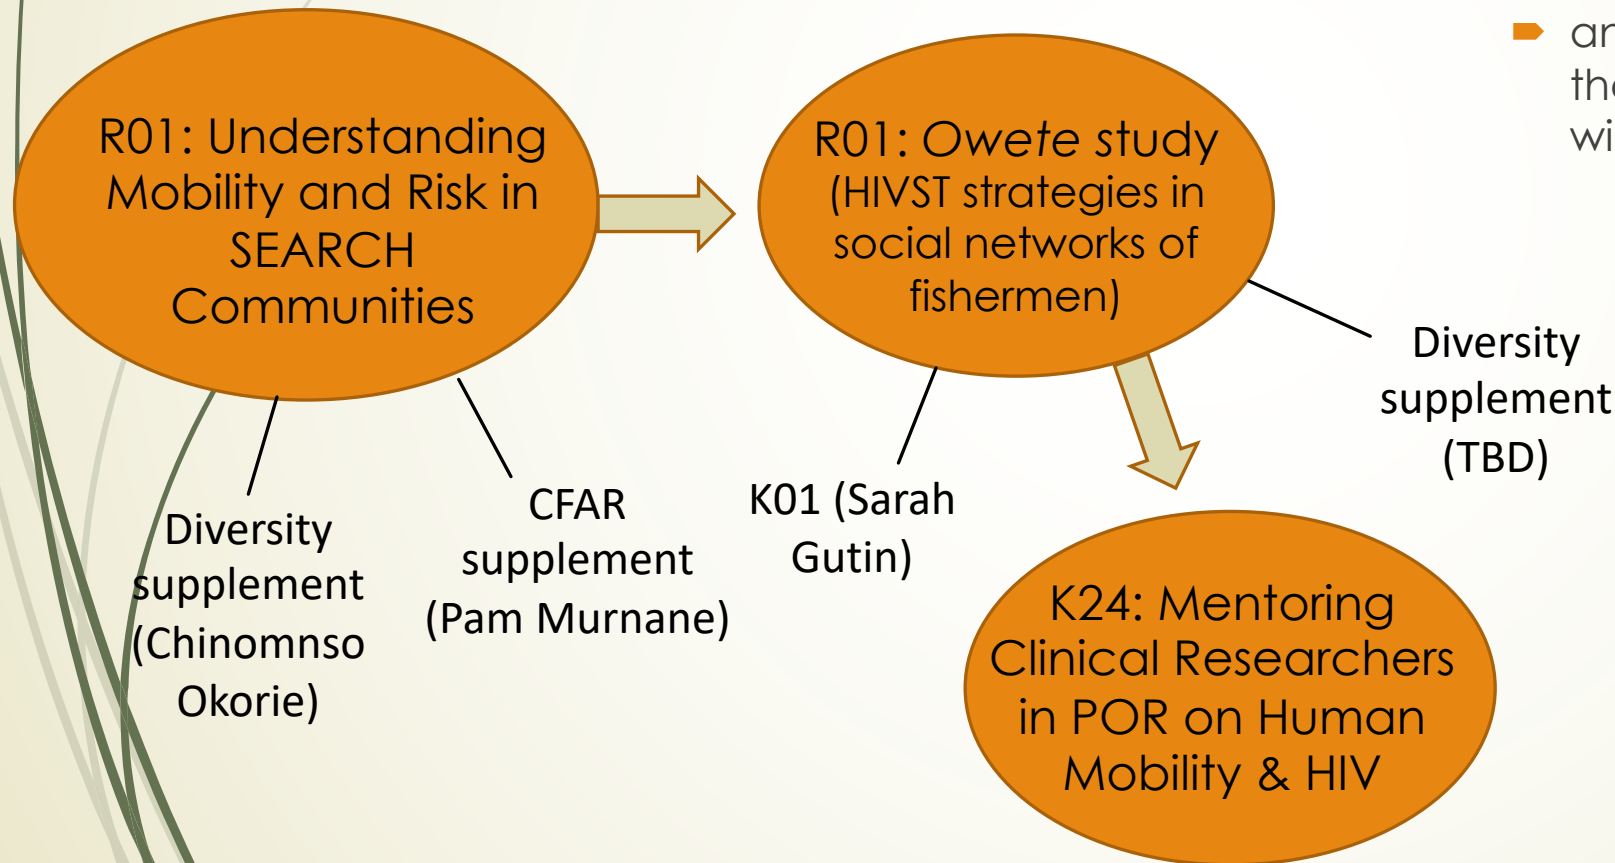 R01: Understanding
Mobility and Risk in
SEARCH
Communities
R01: Owete study
(HIVST strategies in
social networks of
fishermen)
Diversity
supplement
(TBD)
Diversity
supplement
(Chinomnso
Okorie)
CFAR
supplement
(Pam Murnane)
K01 (Sarah
Gutin)
K24: Mentoring
Clinical Researchers
in POR on Human
Mobility & HIV